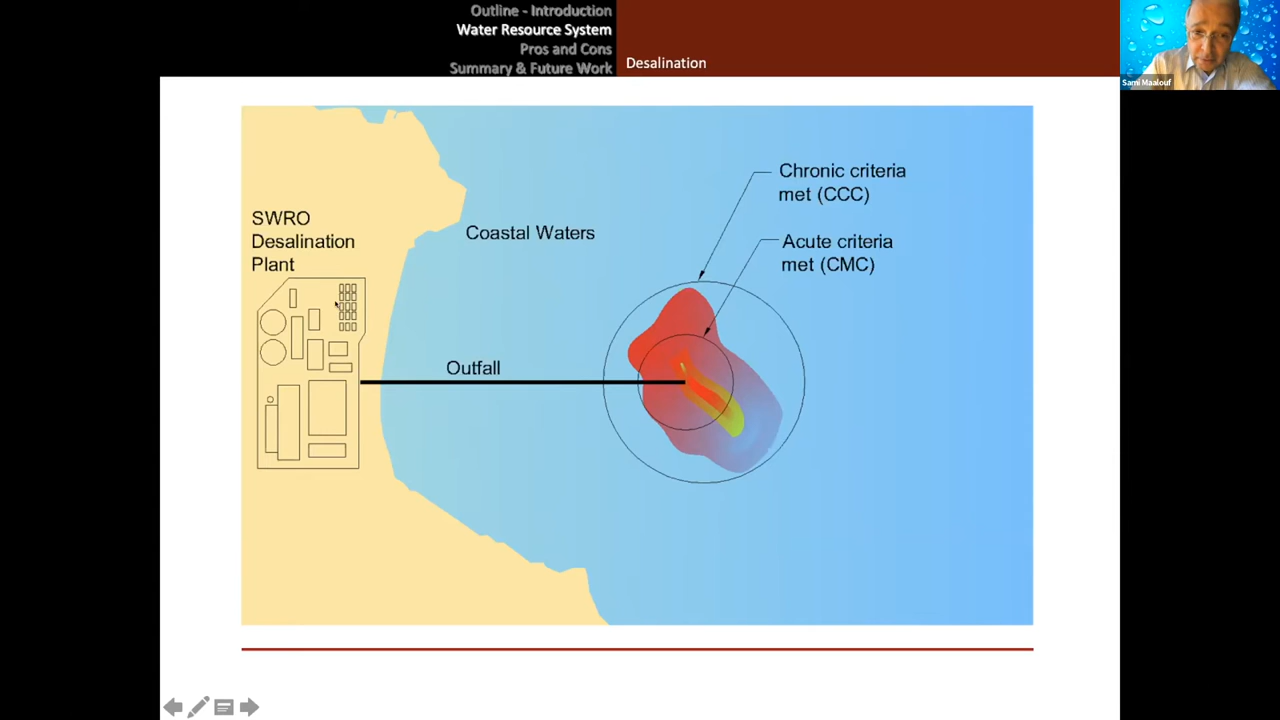 Outline - Introduction
Water Resource System
Pros and Cons
Summary & Future Work
Desalination
Sami Maalouf
Chronic criteria
met (CCC)
SWRO
Desalination
Plant
Coastal Waters
Acute criteria
met (CMC)
Outfall